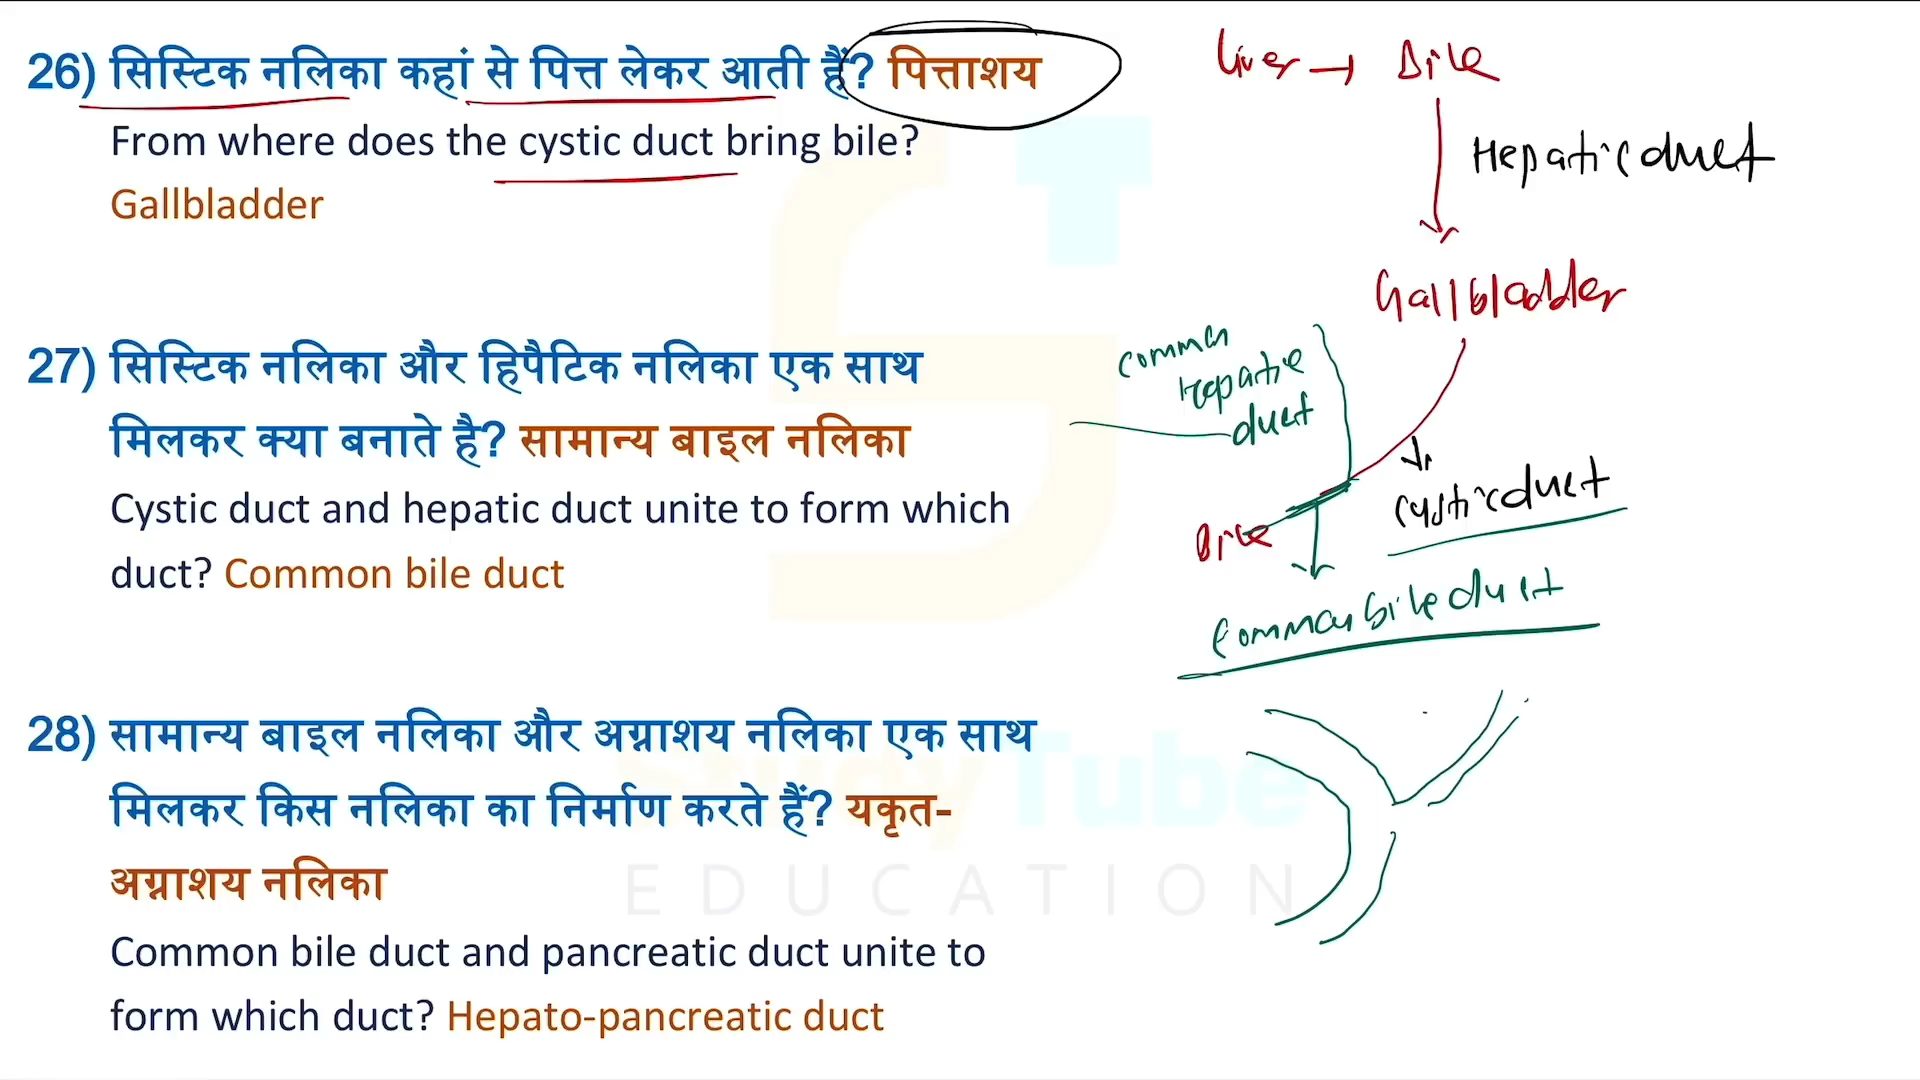 26) सिस्टिक नलिका कहां से पित्त लेकर आती हैं? पित्ताशय
From where does the cystic duct bring bile?
Gallbladder
27) सिस्टिक नलिका और हिपैटिक नलिका एक साथ
मिलकर क्या बनाते है? सामान्य बाइल नलिका
Cystic duct and hepatic duct unite to form which
duct? Common bile duct
28) सामान्य बाइल नलिका और अग्नाशय नलिका एक साथ
मिलकर किस नलिका का निर्माण करते हैं? यकृत-
अग्नाशय नलिका
Common bile duct and pancreatic duct unite to
form which duct? Hepato-pancreatic duct
Liver → Bile
Hepatic duct
Gallbladder
common
Hepatic
duct
cystic duct
Bile
Common bile duct
StudyTube
EDUCATION